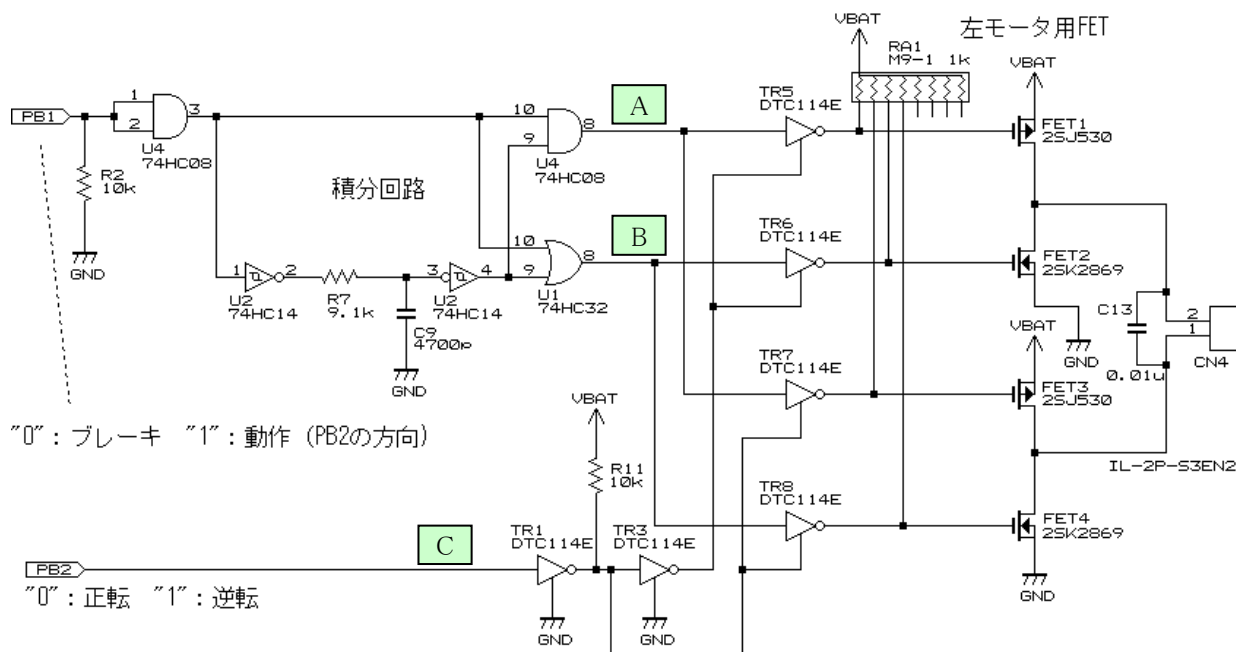 VBAT
左モータ用FET
RA1
M9-1 1k
VBAT
TR5
DTC114E
A
PB1
1
2
3
U4
74HC08
R2
10k
GND
10
9
8
U4
74HC08
FET1
2SJ530
積分回路
TR6
DTC114E
B
10
9
8
U1
74HC32
FET2
2SK2869
1
2
U2
74HC14
R7
9.1k
3
4
U2
74HC14
C9
4700p
GND
VBAT
GND
C13
0.01u
2
1
CN4
TR7
DTC114E
FET3
2SJ530
"0":ブレーキ "1":動作 (PB2の方向)
VBAT
R11
10k
IL-2P-S3EN2
TR8
DTC114E
FET4
2SK2869
C
TR1
DTC114E
TR3
DTC114E
PB2
"0":正転 "1":逆転
GND
GND
GND